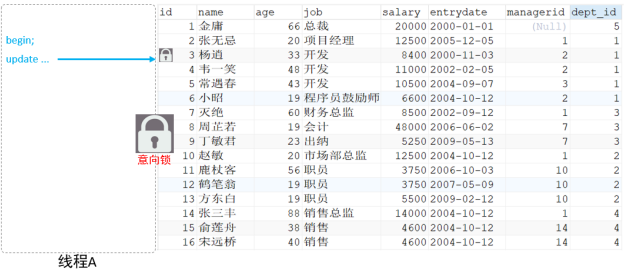 id name age job salary entrydate managerid dept_id
1 金庸 66 总裁 20000 2000-01-01 (Null) 5
begin;
2 张无忌 20 项目经理 12500 2005-12-05 1 1
update ...
3 杨逍 33 开发 8400 2000-11-03 2 1
4 韦一笑 48 开发 11000 2002-02-05 2 1
5 常遇春 43 开发 10500 2004-09-07 3 1
6 小昭 19 程序员鼓励师 6600 2004-10-12 2 1
7 灭绝 60 财务总监 8500 2002-09-12 1 3
8 周芷若 19 会计 48000 2006-06-02 7 3
9 丁敏君 23 出纳 5250 2009-05-13 7 3
意向锁
10 赵敏 20 市场部总监 12500 2004-10-12 1 2
11 鹿杖客 56 职员 3750 2006-10-03 10 2
12 鹤笔翁 19 职员 3750 2007-05-09 10 2
13 方东白 19 职员 5500 2009-02-12 10 2
14 张三丰 88 销售总监 14000 2004-10-12 1 4
15 俞莲舟 38 销售 4600 2004-10-12 14 4
16 宋远桥 40 销售 4600 2004-10-12 14 4
线程A